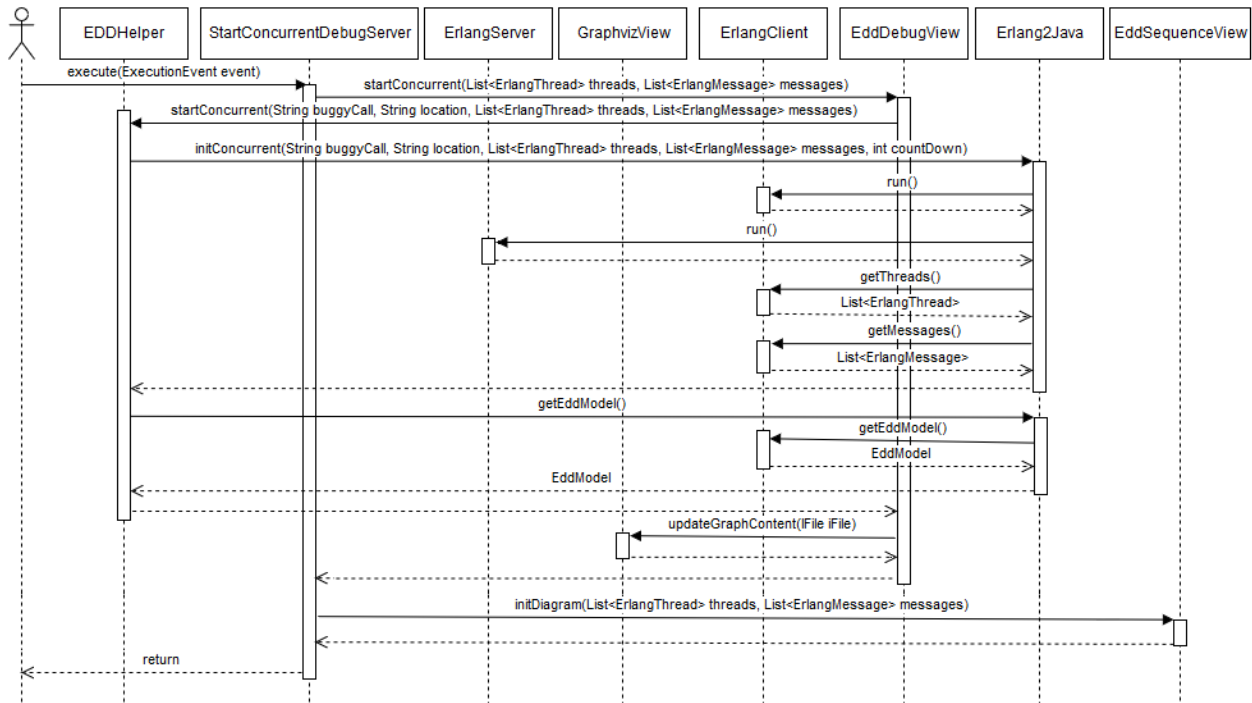 EDDHelper
StartConcurrentDebugServer
ErlangServer
GraphvizView
ErlangClient
EddDebugView
Erlang2Java
EddSequenceView
execute(ExecutionEvent event)
startConcurrent(List<ErlangThread> threads, List<ErlangMessage> messages)
startConcurrent(String buggyCall, String location, List<ErlangThread> threads, List<ErlangMessage> messages)
initConcurrent(String buggyCall, String location, List<ErlangThread> threads, List<ErlangMessage> messages, int countDown)
run()
run()
getThreads()
List<ErlangThread>
getMessages()
List<ErlangMessage>
getEddModel()
getEddModel()
EddModel
EddModel
updateGraphContent(IFile iFile)
initDiagram(List<ErlangThread> threads, List<ErlangMessage> messages)
return